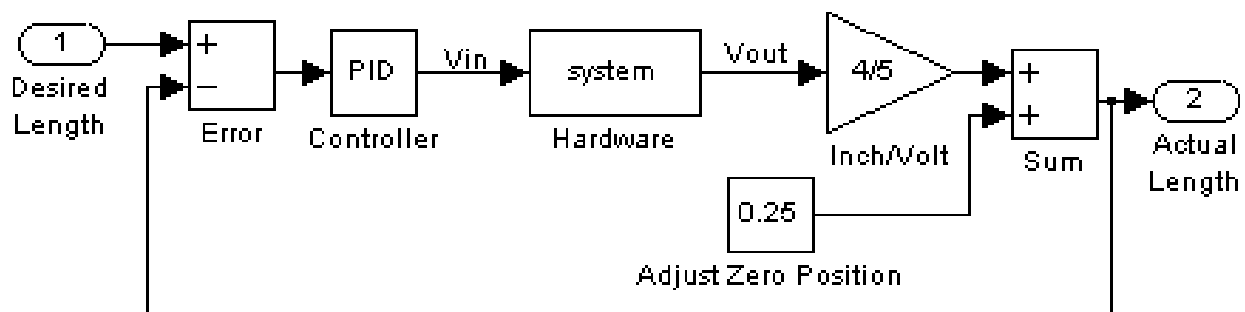 1
Desired
Length
+
−
Error
PID
Controller
Vin
system
Hardware
Vout
4/5
Inch/Volt
0.25
Adjust Zero Position
+
+
Sum
2
Actual
Length